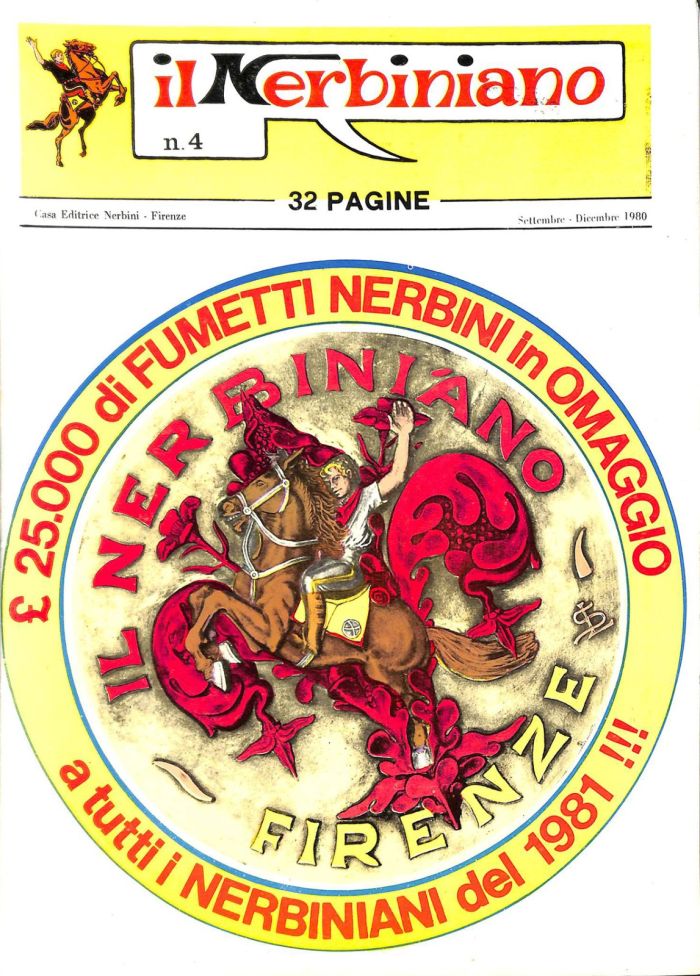 il Nerbiniano
n. 4
32 PAGINE
Casa Editrice Nerbini - Firenze
Settembre - Dicembre 1980
£ 25.000 di FUMETTI NERBINI in OMAGGIO
IL NERBINIANO
FIRENZE
a tutti i NERBINIANI del 1981 !!!